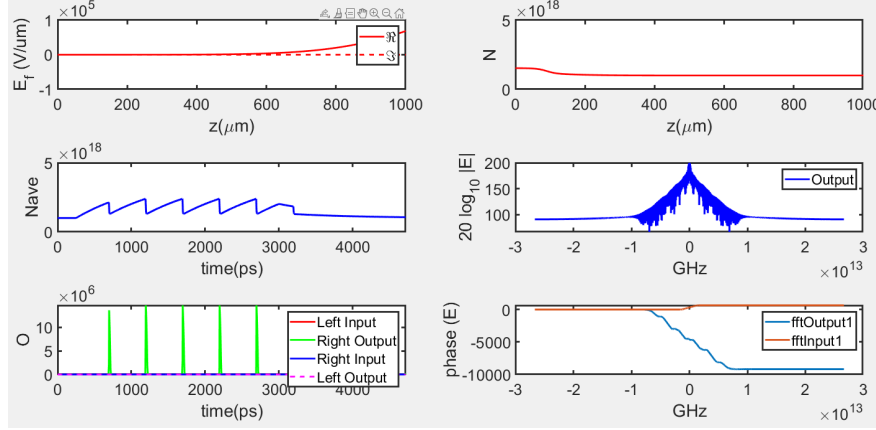 × 10^5
E_f (V/um)
1
0
-1
0 200 400 600 800 1000
z(μm)
ℜ
ℑ
× 10^18
N
5
0
0 200 400 600 800 1000
z(μm)
× 10^18
Nave
5
0
0 1000 2000 3000 4000
time(ps)
20 log_10 |E|
200
150
100
-3 -2 -1 0 1 2 3
GHz
× 10^13
Output
× 10^6
O
10
5
0
0 1000 2000 3000 4000
time(ps)
Left Input
Right Output
Right Input
Left Output
phase (E)
0
-5000
-10000
-3 -2 -1 0 1 2 3
GHz
× 10^13
fftOutput1
fftInput1